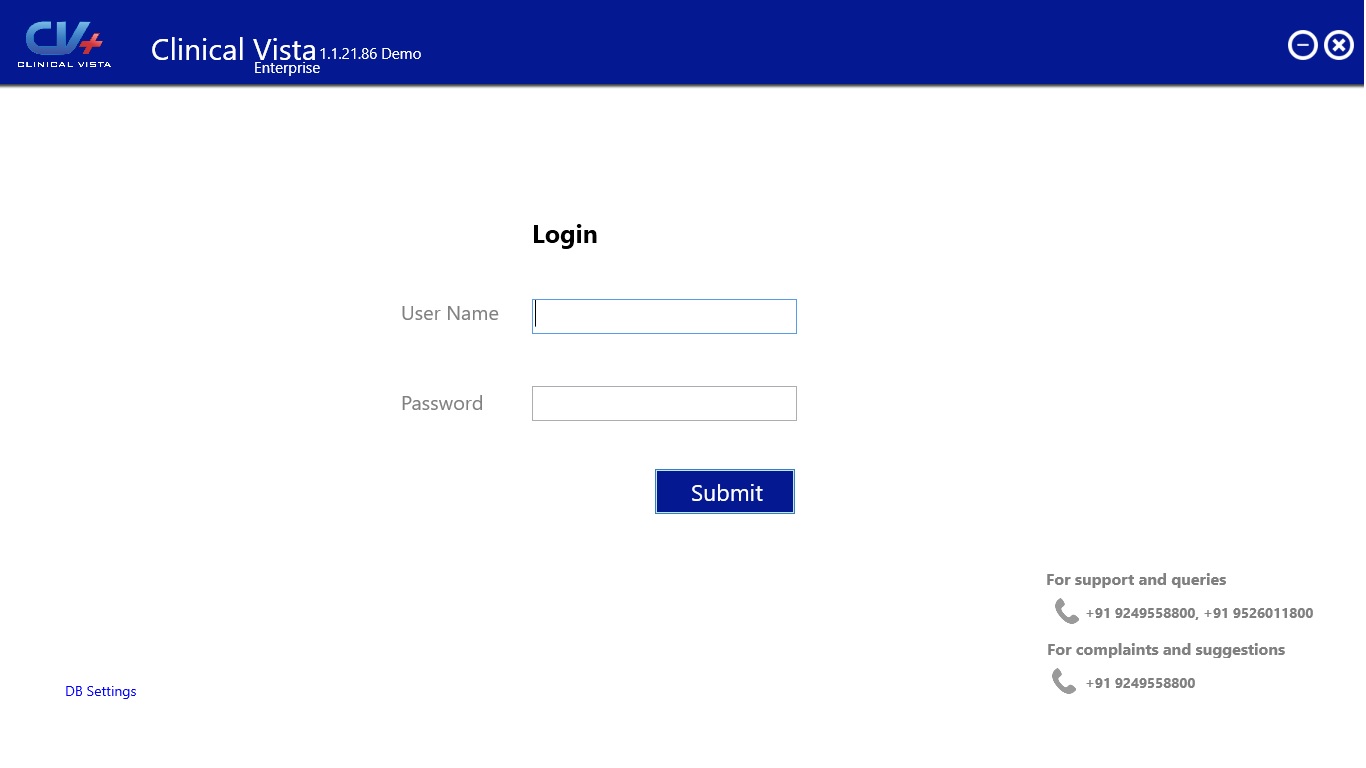 CV+
CLINICAL VISTA
Clinical Vista 1.1.21.86 Demo
Enterprise
Login
User Name
Password
Submit
For support and queries
+91 9249558800, +91 9526011800
For complaints and suggestions
+91 9249558800
DB Settings